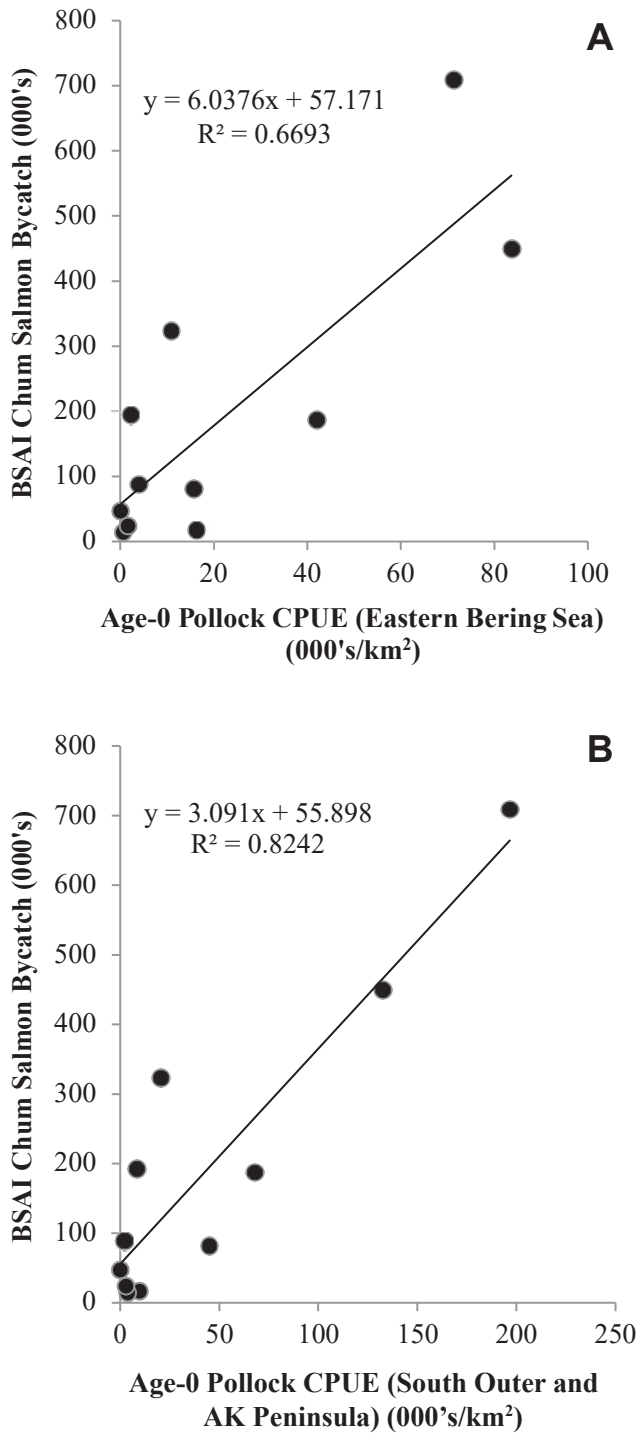 A
800
700
600
500
400
300
200
100
0
BSAI Chum Salmon Bycatch (000's)
y = 6.0376x + 57.171
R² = 0.6693
0 20 40 60 80 100
Age-0 Pollock CPUE (Eastern Bering Sea)
(000's/km²)
B
800
700
600
500
400
300
200
100
0
BSAI Chum Salmon Bycatch (000's)
y = 3.091x + 55.898
R² = 0.8242
0 50 100 150 200 250
Age-0 Pollock CPUE (South Outer and
AK Peninsula) (000’s/km²)